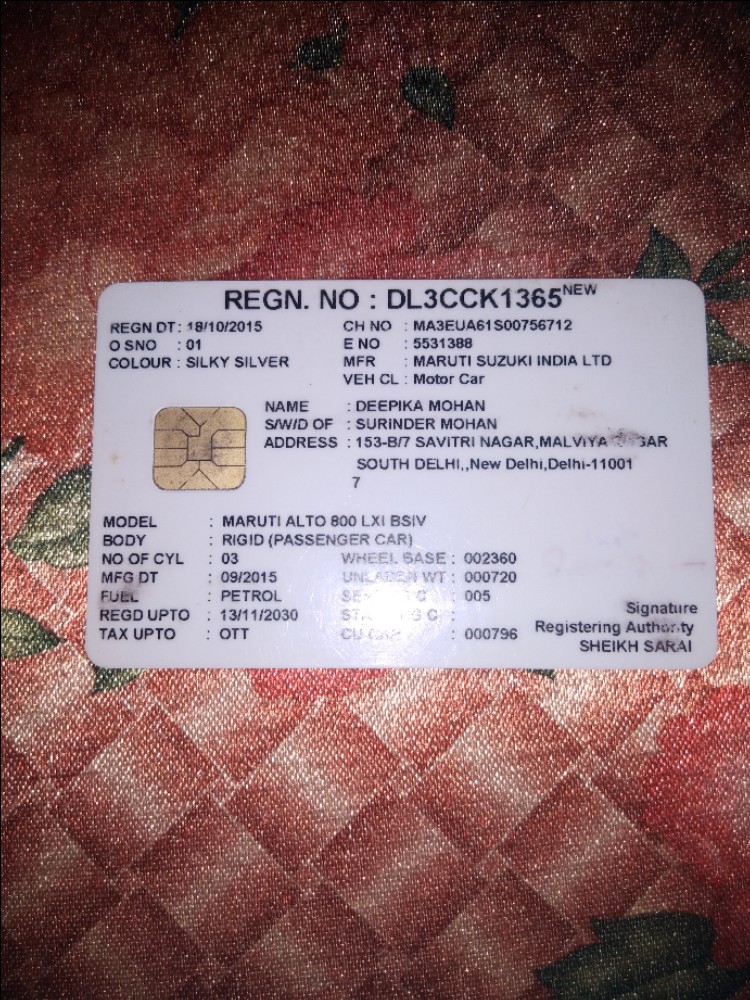 REGN. NO : DL3CCK1365 NEW
REGN DT : 18/10/2015 CH NO : MA3EUA61S00756712
O SNO : 01 E NO : 5531388
COLOUR : SILKY SILVER MFR : MARUTI SUZUKI INDIA LTD
VEH CL : Motor Car
NAME : DEEPIKA MOHAN
S/W/D OF : SURINDER MOHAN
ADDRESS : 153-B/7 SAVITRI NAGAR,MALVIYA
SOUTH DELHI,,New Delhi,Delhi-11001
7
MODEL : MARUTI ALTO 800 LXI BSIV
BODY : RIGID (PASSENGER CAR)
NO OF CYL : 03 WHEEL BASE : 002360
MFG DT : 09/2015 UNLADEN WT : 000720
FUEL : PETROL : 005
REGD UPTO : 13/11/2030
TAX UPTO : OTT : 000796
Signature
Registering Authority
SHEIKH SARAI